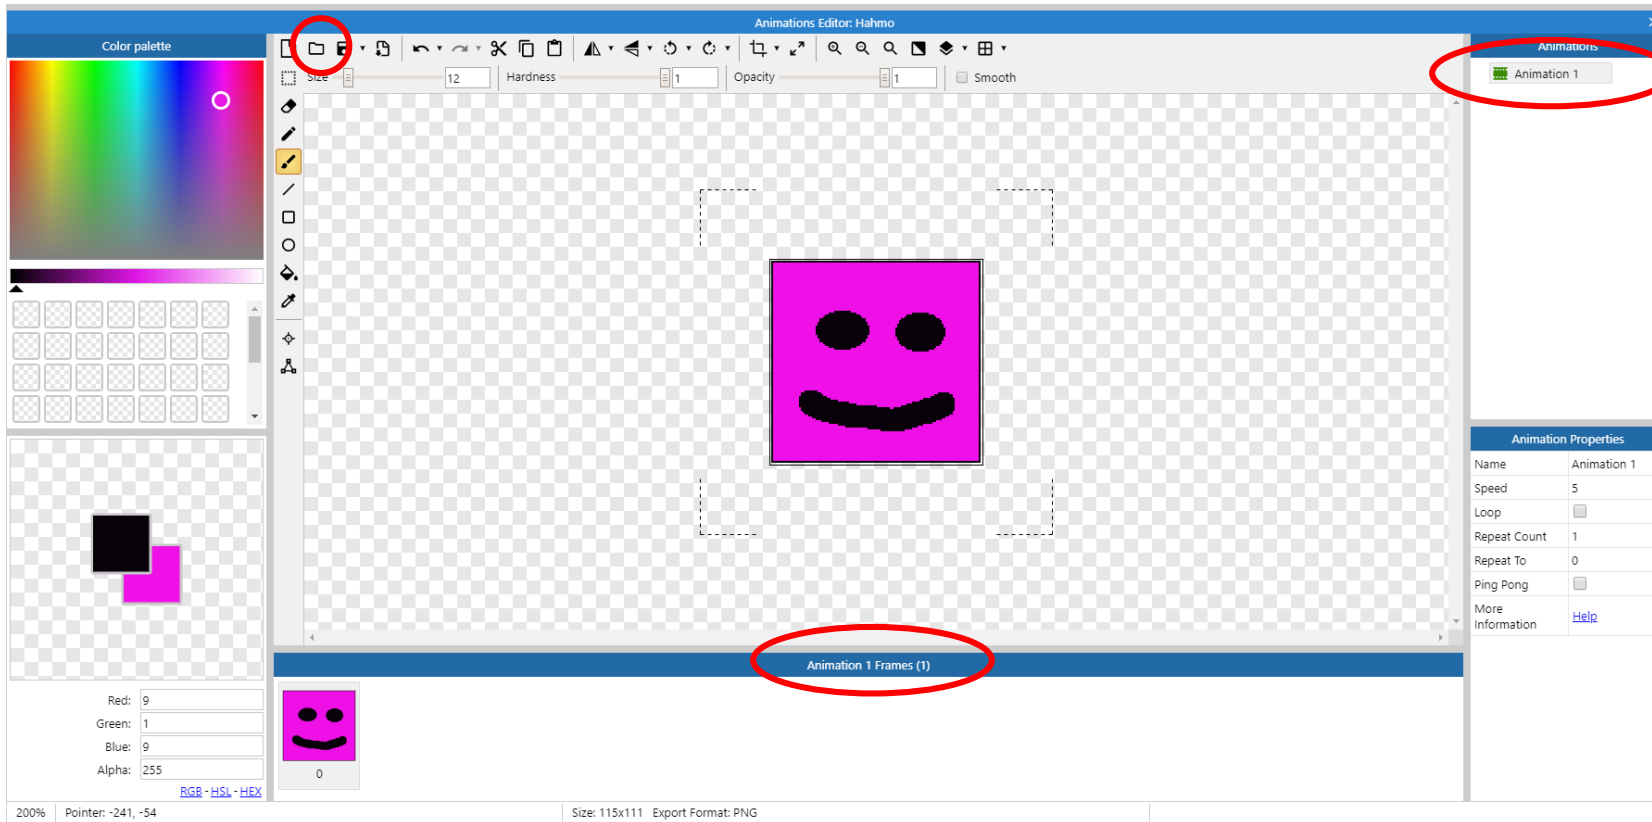 Animations Editor: Hahmo
Color palette
Size 12 Hardness 1 Opacity 1 Smooth
Animations
Animation 1
Animation Properties
Name Animation 1
Speed 5
Loop
Repeat Count 1
Repeat To 0
Ping Pong
More Information Help
Animation 1 Frames (1)
0
Red: 9
Green: 1
Blue: 9
Alpha: 255
RGB - HSL - HEX
200% Pointer: -241, -54 Size: 115x111 Export Format: PNG